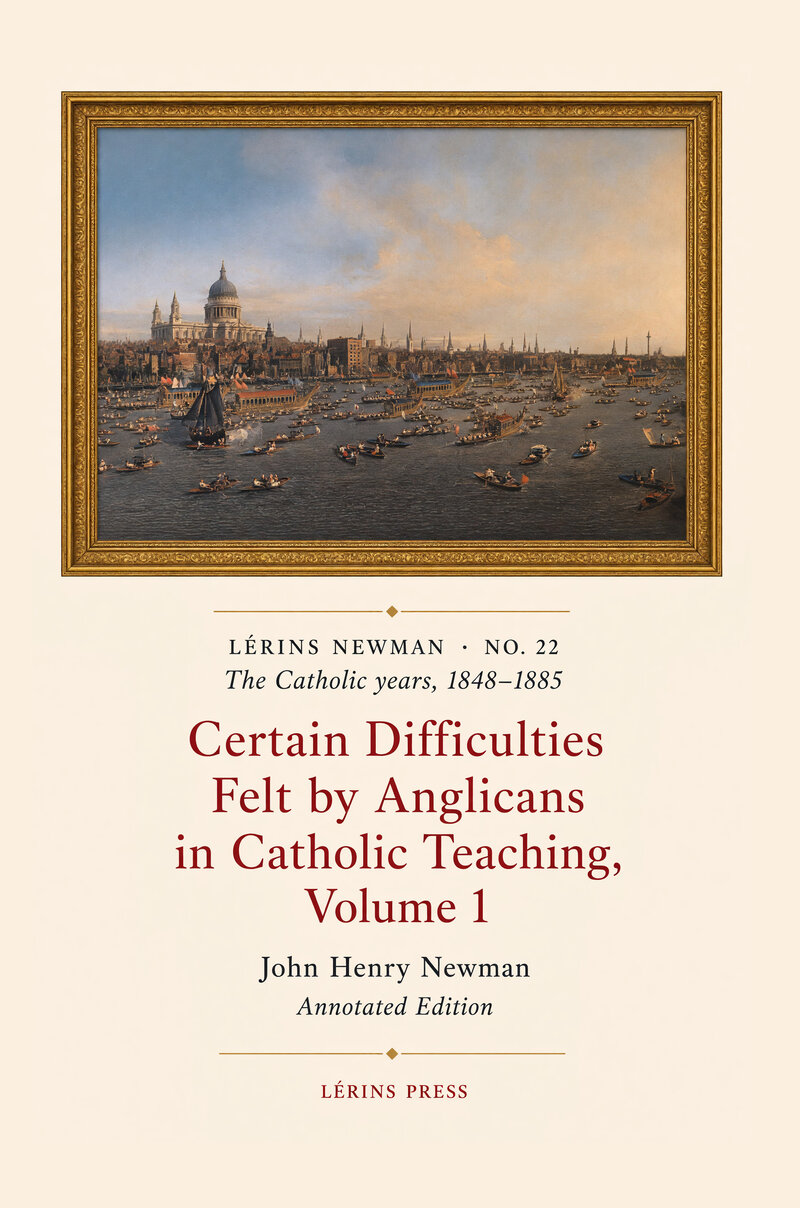 LÉRINS NEWMAN · NO. 22
The Catholic years, 1848–1885
Certain Difficulties
Felt by Anglicans
in Catholic Teaching,
Volume 1
John Henry Newman
Annotated Edition
LÉRINS PRESS